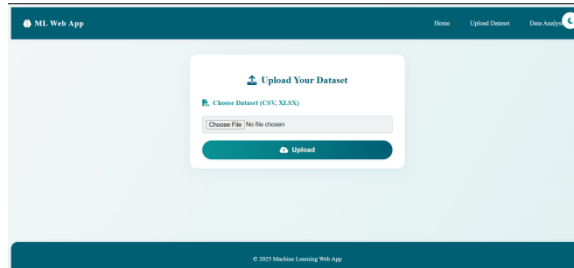 ML Web App
Home Upload Dataset Data Analys
Upload Your Dataset
Choose Dataset (CSV, XLSX)
Choose File No file chosen
Upload
© 2025 Machine Learning Web App